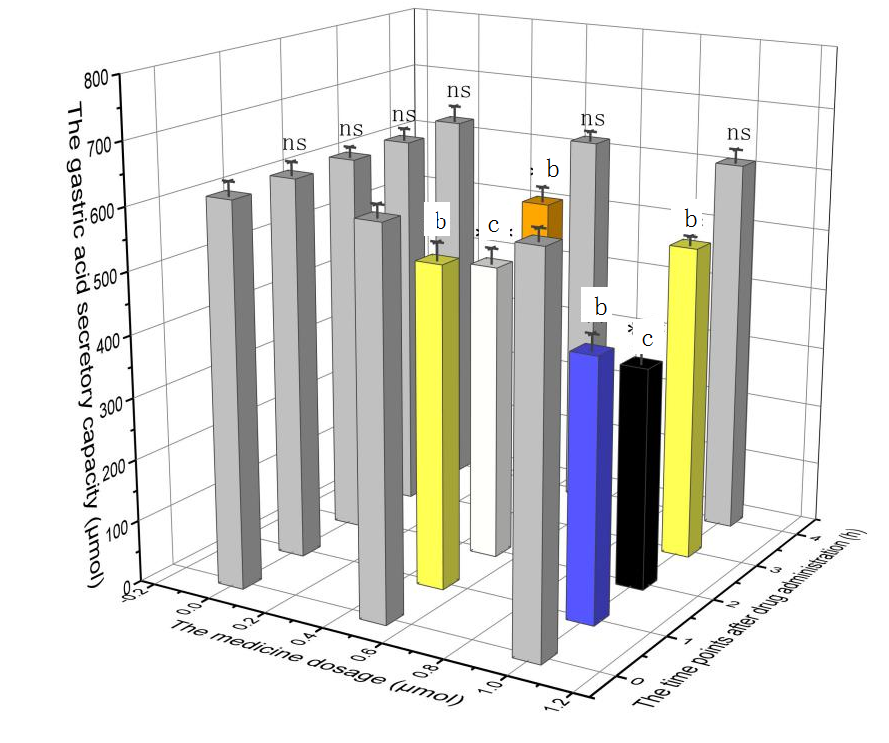 The gastric acid secretory capacity (μmol)
800
700
600
500
400
300
200
100
0
-0.2
0.0
0.2
0.4
0.6
0.8
1.0
1.2
The medicine dosage (μmol)
0
1
2
3
4
The time points after drug administration (h)
ns
ns
ns
ns
ns
ns
b
b
c
b
b
c